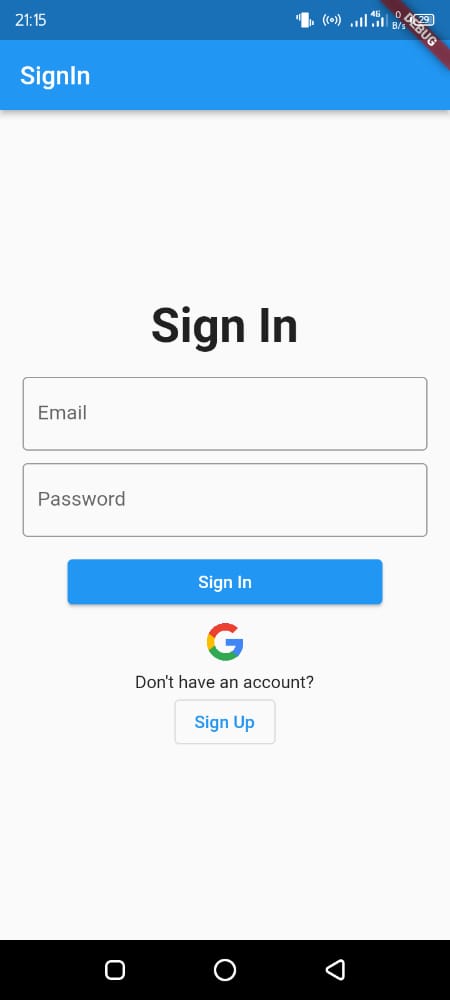 21:15
4G
0
B/s
29
DEBUG
SignIn
Sign In
Email
Password
Sign In
Don't have an account?
Sign Up